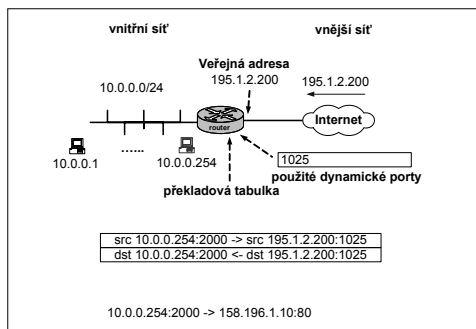 vnitřní síť
vnější síť
Veřejná adresa
195.1.2.200
195.1.2.200
10.0.0.0/24
router
Internet
10.0.0.1
......
10.0.0.254
1025
použité dynamické porty
překladová tabulka
src 10.0.0.254:2000 -> src 195.1.2.200:1025
dst 10.0.0.254:2000 <- dst 195.1.2.200:1025
10.0.0.254:2000 -> 158.196.1.10:80